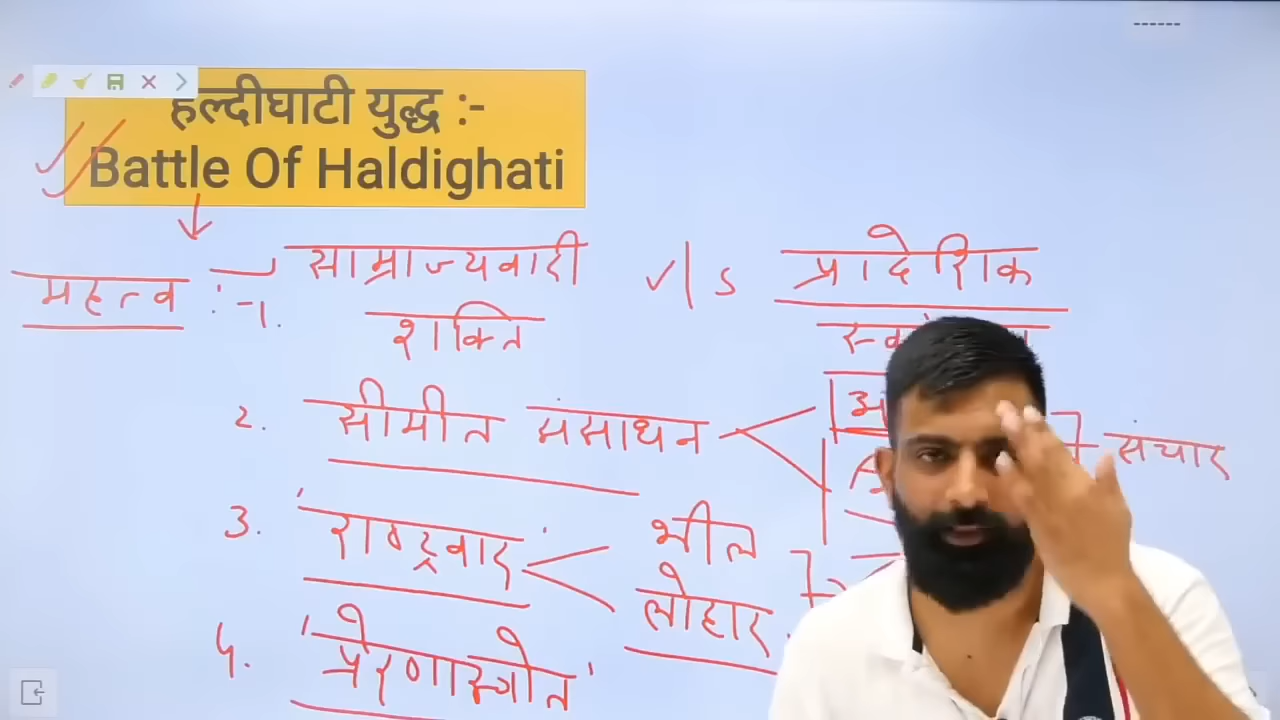 हल्दीघाटी युद्ध :-
Battle Of Haldighati
महत्व :- 1. साम्राज्यवादी शक्ति v/s प्रादेशिक
2. सीमीत संसाधन संचार
3. राष्ट्रवाद भील
लोहार
4. 'प्रेरणास्त्रोत'